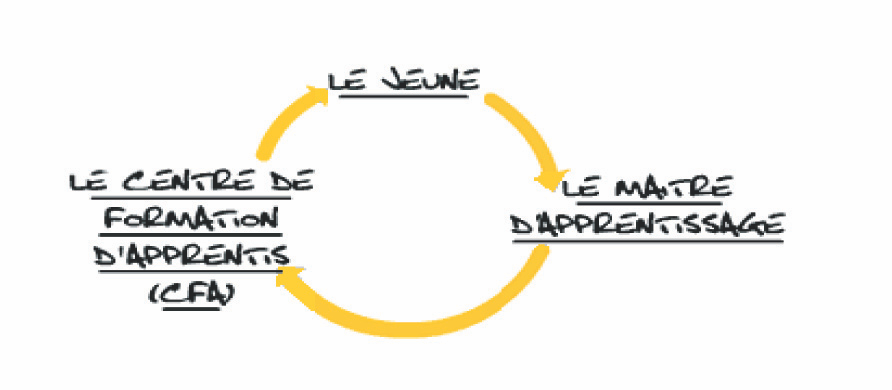 LE JEUNE
LE CENTRE DE
FORMATION
D'APPRENTIS
(CFA)
LE MAITRE
D'APPRENTISSAGE